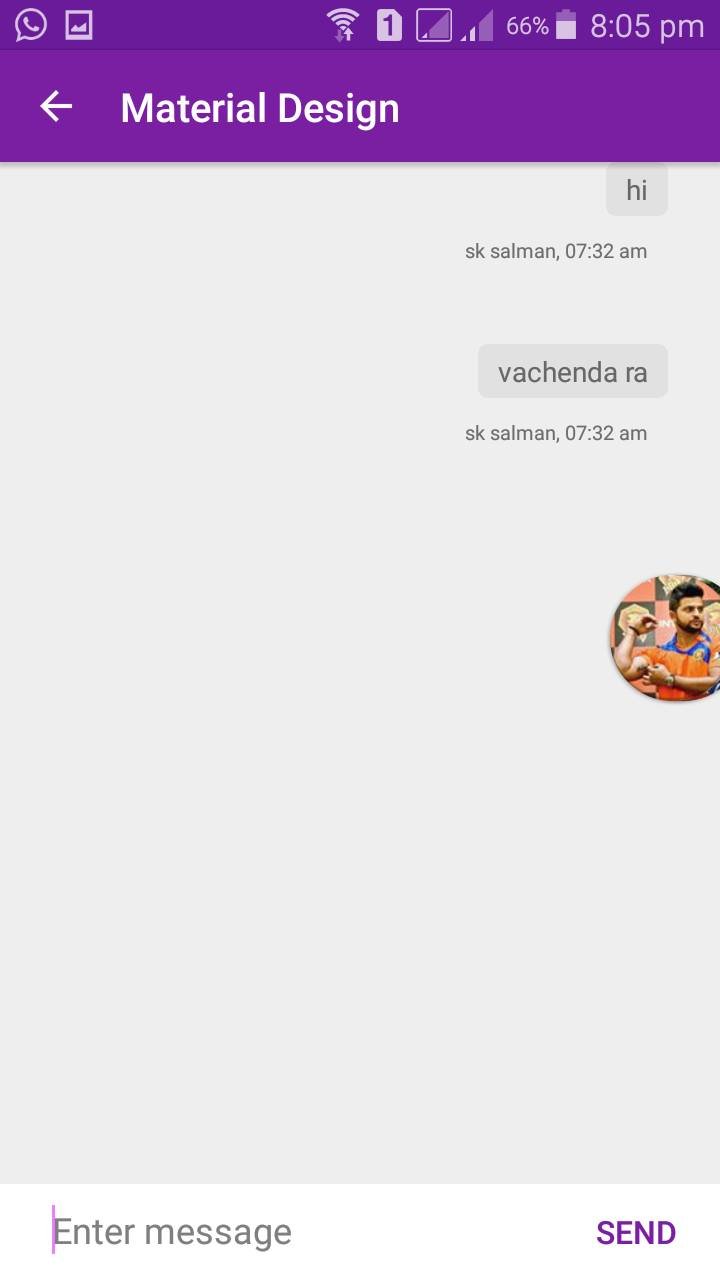 1 66% 8:05 pm
Material Design
hi
sk salman, 07:32 am
vachenda ra
sk salman, 07:32 am
Enter message
SEND